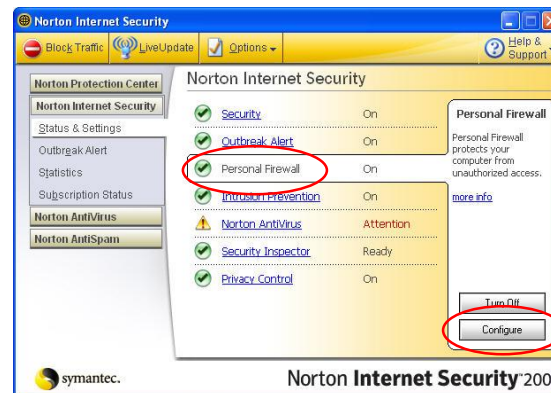 Norton Internet Security
Block Traffic LiveUpdate Options Help & Support
Norton Protection Center
Norton Internet Security
Status & Settings
Outbreak Alert
Statistics
Subscription Status
Norton AntiVirus
Norton AntiSpam
Norton Internet Security
Security On
Outbreak Alert On
Personal Firewall On
Intrusion Prevention On
Norton AntiVirus Attention
Security Inspector Ready
Privacy Control On
Personal Firewall
Personal Firewall
protects your
computer from
unauthorized access.
more info
Turn Off
Configure
symantec.
Norton Internet Security 200